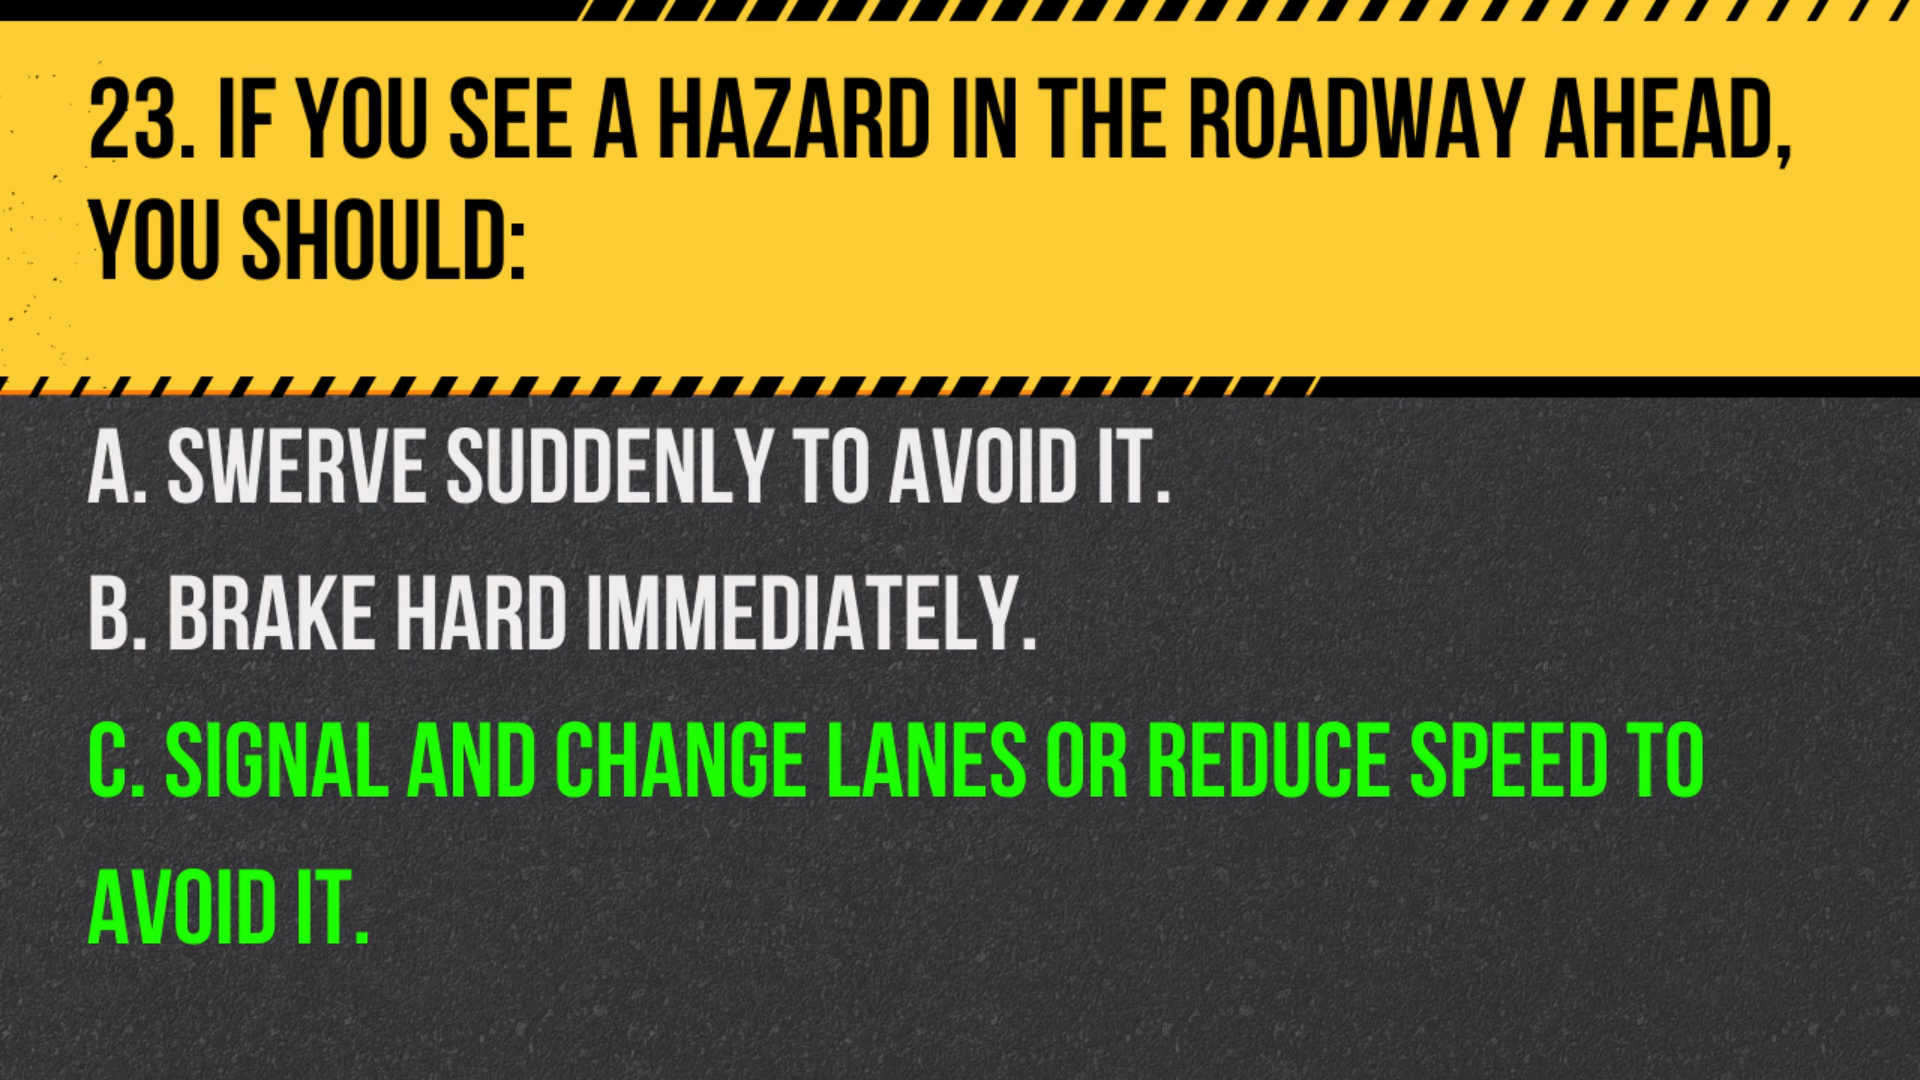 23. IF YOU SEE A HAZARD IN THE ROADWAY AHEAD,
YOU SHOULD:
A. SWERVE SUDDENLY TO AVOID IT.
B. BRAKE HARD IMMEDIATELY.
C. SIGNAL AND CHANGE LANES OR REDUCE SPEED TO
AVOID IT.